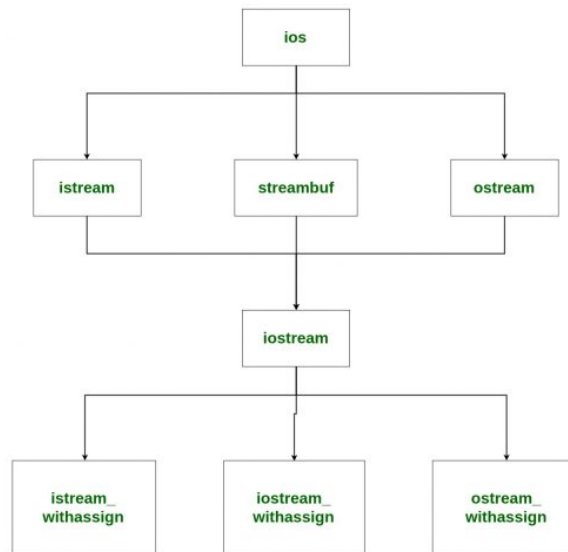 ios
istream
streambuf
ostream
iostream
istream_
withassign
iostream_
withassign
ostream_
withassign